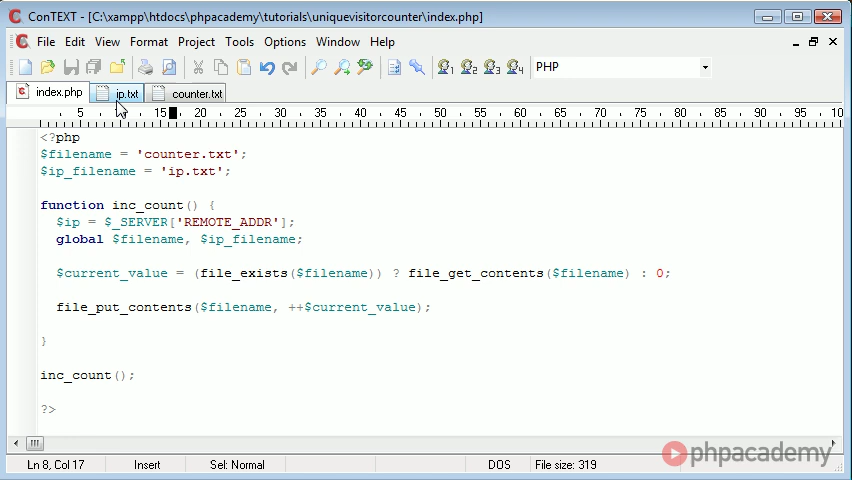 ConTEXT - [C:\xampp\htdocs\phpacademy\tutorials\uniquevisitorcounter\index.php]
File Edit View Format Project Tools Options Window Help
1 2 3 4 PHP
index.php ip.txt counter.txt
5 10 15 20 25 30 35 40 45 50 55 60 65 70 75 80 85 90 95 10
<?php
$filename = 'counter.txt';
$ip_filename = 'ip.txt';
function inc_count() {
$ip = $_SERVER['REMOTE_ADDR'];
global $filename, $ip_filename;
$current_value = (file_exists($filename)) ? file_get_contents($filename) : 0;
file_put_contents($filename, ++$current_value);
}
inc_count();
?>
phpacademy
Ln 8, Col 17 Insert Sel: Normal DOS File size: 319